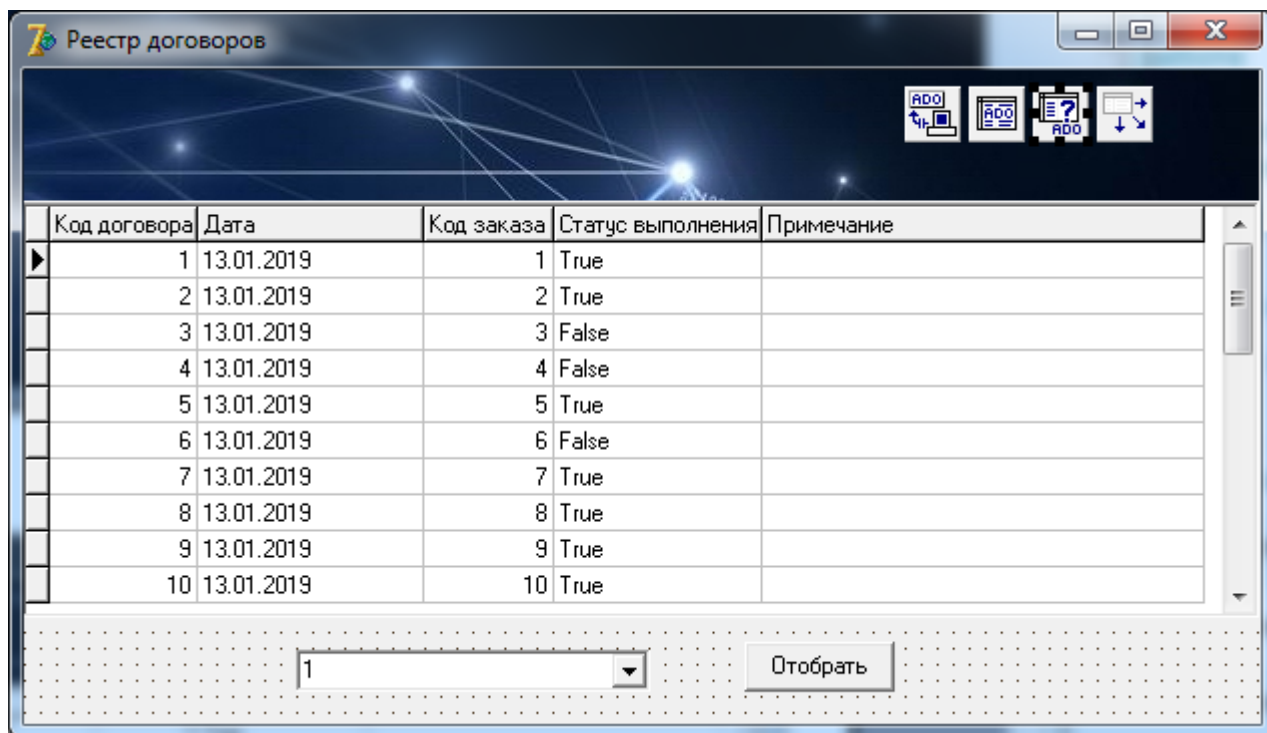 Реестр договоров
ADO
ADO
ADO
Код договора Дата Код заказа Статус выполнения Примечание
1 13.01.2019 1 True
2 13.01.2019 2 True
3 13.01.2019 3 False
4 13.01.2019 4 False
5 13.01.2019 5 True
6 13.01.2019 6 False
7 13.01.2019 7 True
8 13.01.2019 8 True
9 13.01.2019 9 True
10 13.01.2019 10 True
1 Отобрать